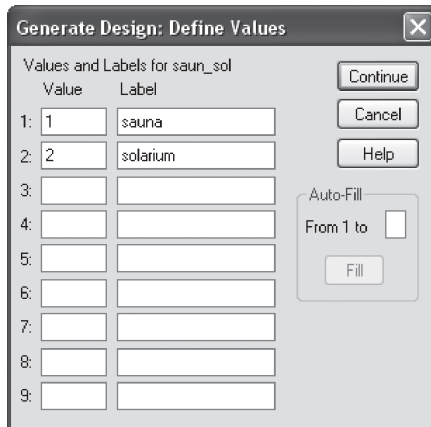 Generate Design: Define Values
Values and Labels for saun_sol
Value Label
1: 1 sauna
2: 2 solarium
3:
4:
5:
6:
7:
8:
9:
Continue
Cancel
Help
Auto-Fill
From 1 to
Fill